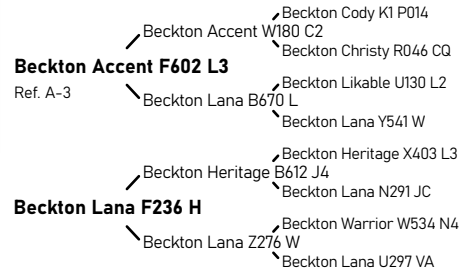 Beckton Cody K1 P014
Beckton Accent W180 C2
Beckton Christy R046 CQ
Beckton Accent F602 L3
Ref. A-3
Beckton Likable U130 L2
Beckton Lana B670 L
Beckton Lana Y541 W
Beckton Heritage X403 L3
Beckton Heritage B612 J4
Beckton Lana N291 JC
Beckton Lana F236 H
Beckton Warrior W534 N4
Beckton Lana Z276 W
Beckton Lana U297 VA